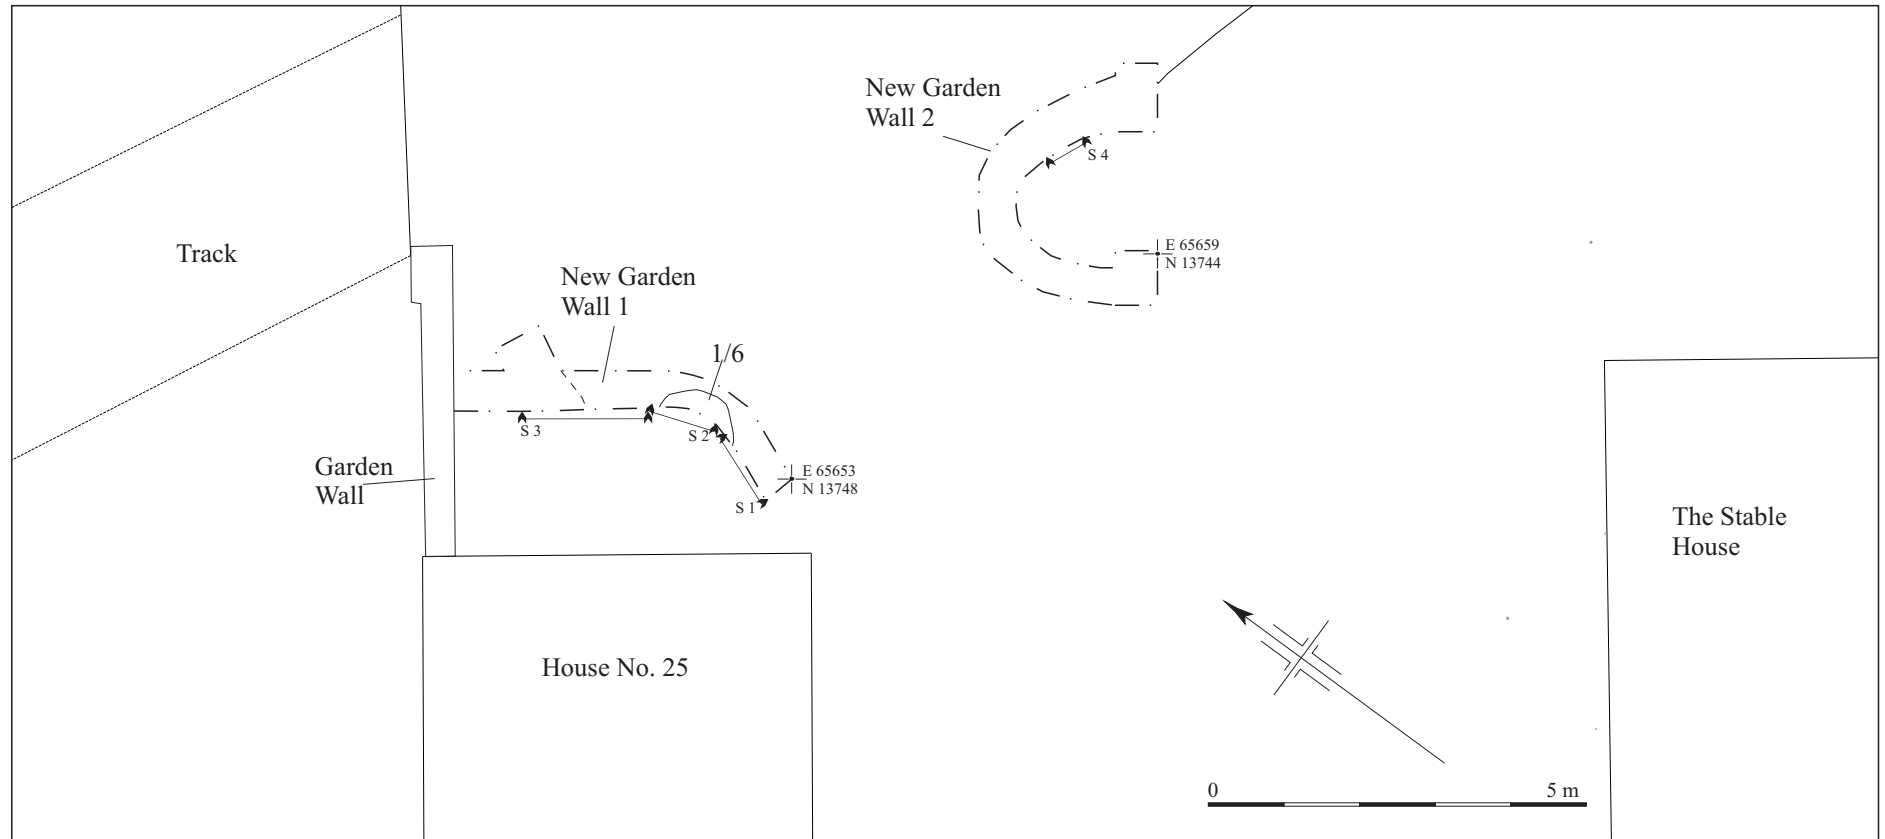 New Garden
Wall 2
S 4
Track
E 65659
N 13744
New Garden
Wall 1
1/6
S 3
S 2
Garden
Wall
E 65653
N 13748
S 1
The Stable
House
House No. 25
0
5 m